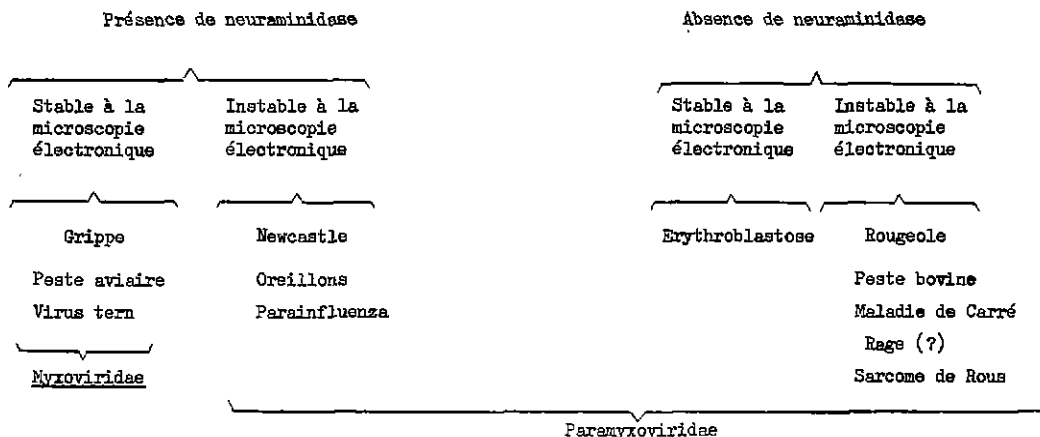 Présence de neuraminidase
Absence de neuraminidase
Stable à la
microscopie
électronique
Instable à la
microscopie
électronique
Stable à la
microscopie
électronique
Instable à la
microscopie
électronique
Grippe
Peste aviaire
Virus tern
Newcastle
Oreillons
Parainfluenza
Erythroblastose
Rougeole
Peste bovine
Maladie de Carré
Rage (?)
Sarcome de Rous
Myxoviridae
Paramyxoviridae